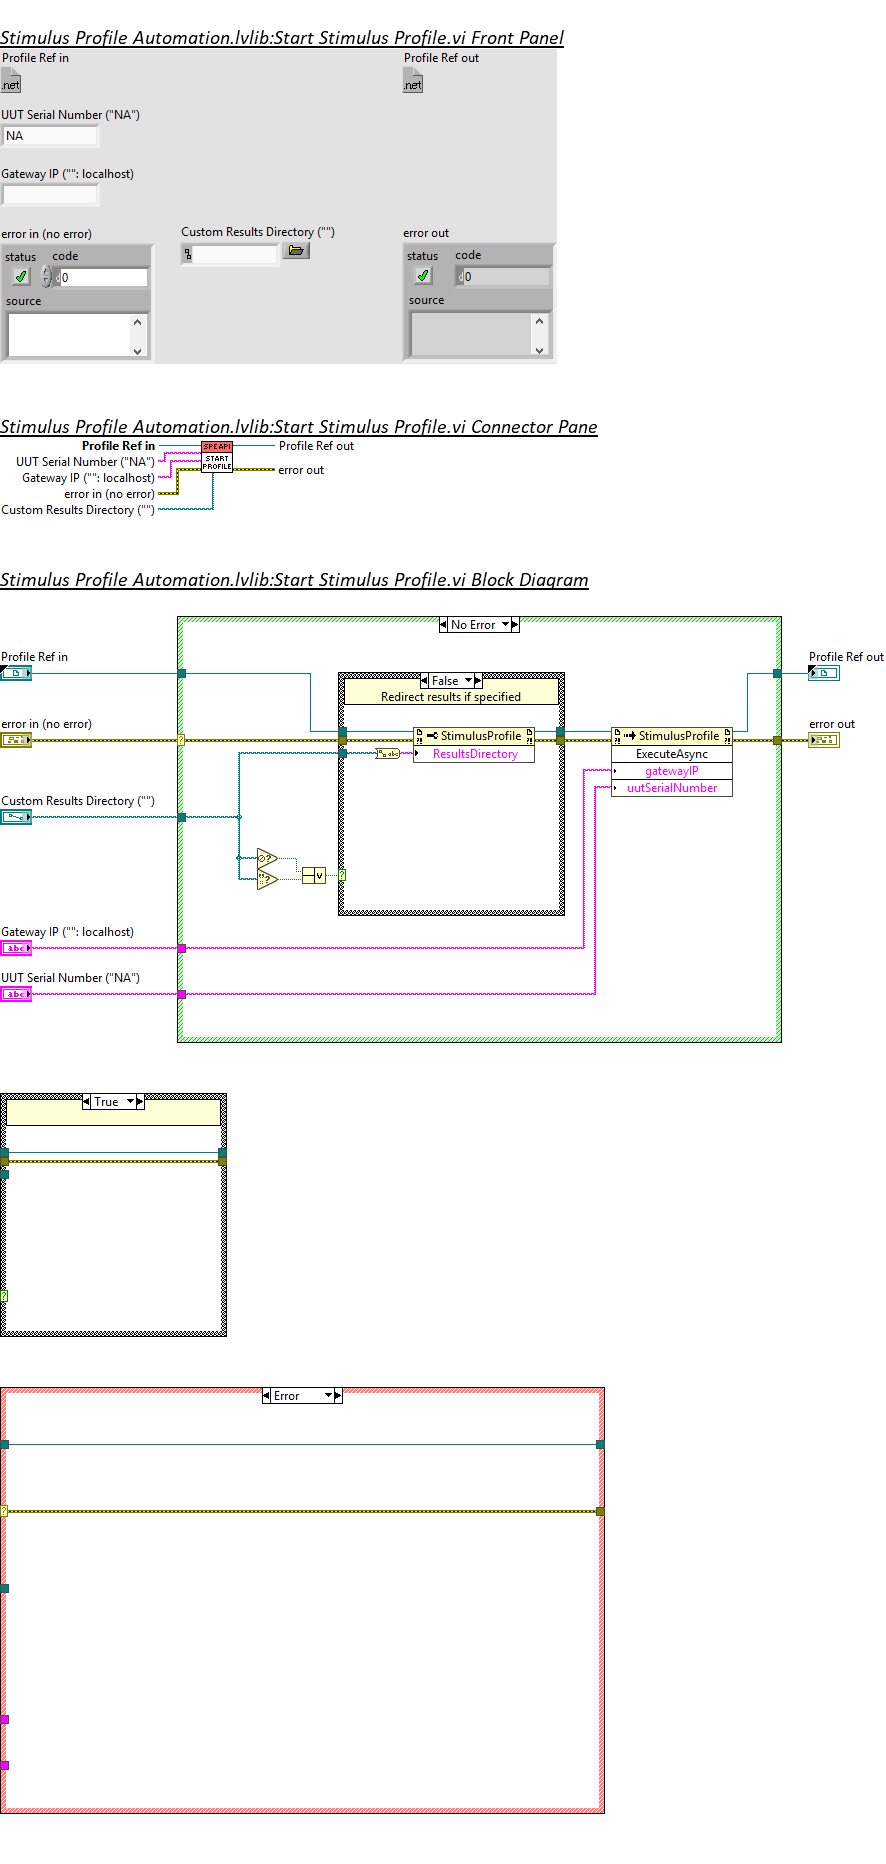 Stimulus Profile Automation.lvlib:Start Stimulus Profile.vi Front Panel
Profile Ref in
Profile Ref out
.net
.net
UUT Serial Number ("NA")
NA
Gateway IP ("": localhost)
error in (no error)
Custom Results Directory ("")
error out
status
code
0
source
status
code
0
source
Stimulus Profile Automation.lvlib:Start Stimulus Profile.vi Connector Pane
Profile Ref in
SPEAPI
Profile Ref out
UUT Serial Number ("NA")
START
PROFILE
Gateway IP ("": localhost)
error out
error in (no error)
Custom Results Directory ("")
Stimulus Profile Automation.lvlib:Start Stimulus Profile.vi Block Diagram
No Error
Profile Ref in
Profile Ref out
False
Redirect results if specified
error in (no error)
error out
StimulusProfile
ResultsDirectory
StimulusProfile
ExecuteAsync
gatewayIP
uutSerialNumber
abc
Custom Results Directory ("")
?
?
V
?
?
Gateway IP ("": localhost)
abc
UUT Serial Number ("NA")
abc
True
?
Error
?